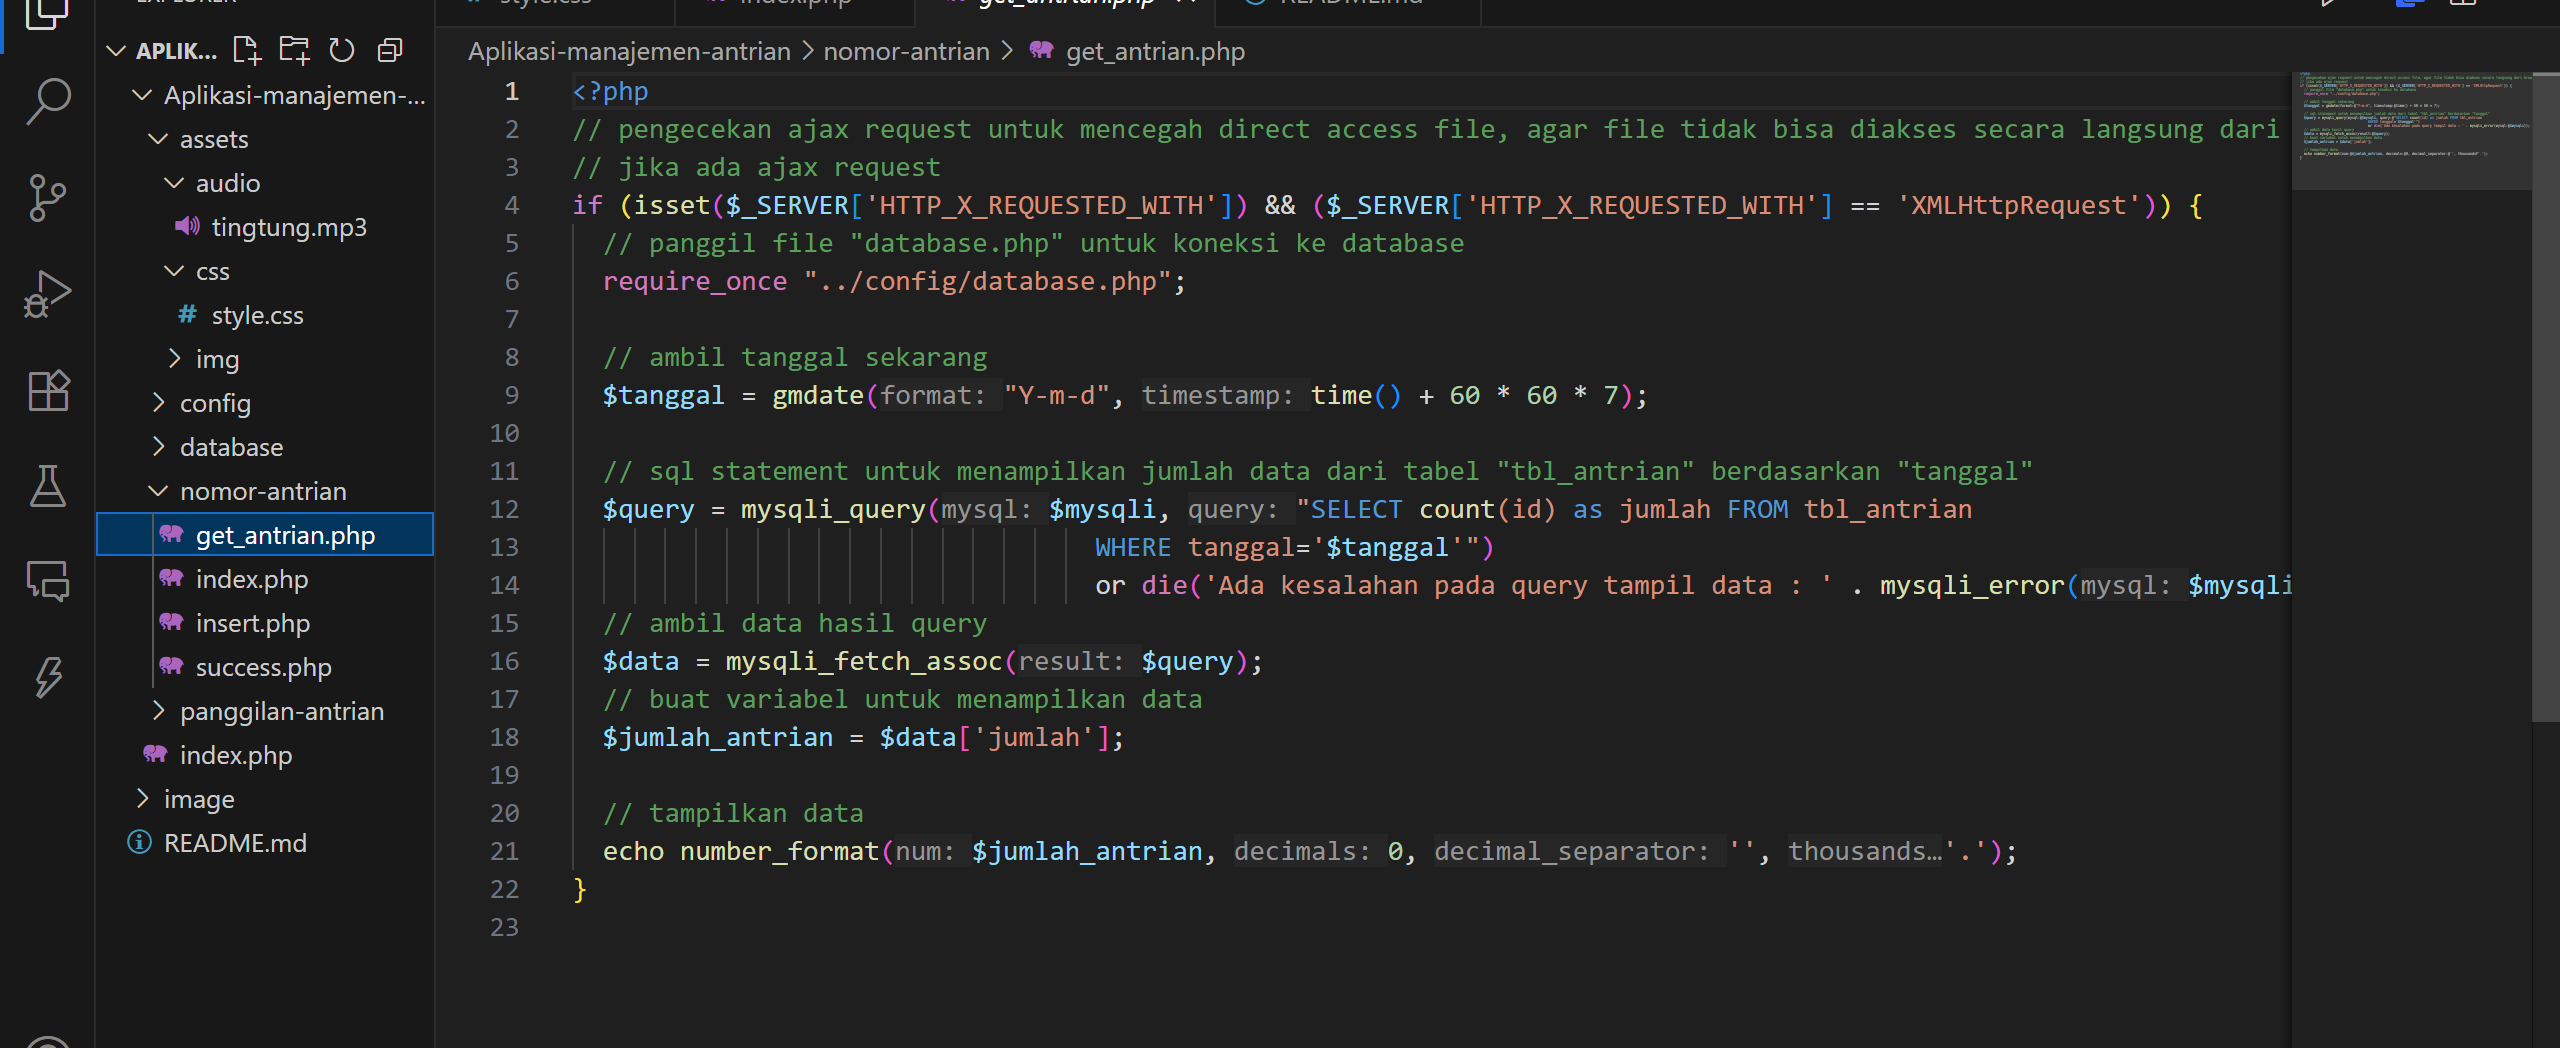 EXPLORER
style.css
index.php
get_antrian.php
README.md
APLIK...
Aplikasi-manajemen-...
assets
audio
tingtung.mp3
css
# style.css
img
config
database
nomor-antrian
get_antrian.php
index.php
insert.php
success.php
panggilan-antrian
index.php
image
README.md
Aplikasi-manajemen-antrian > nomor-antrian > get_antrian.php
1 <?php
2 // pengecekan ajax request untuk mencegah direct access file, agar file tidak bisa diakses secara langsung dari
3 // jika ada ajax request
4 if (isset($_SERVER['HTTP_X_REQUESTED_WITH']) && ($_SERVER['HTTP_X_REQUESTED_WITH'] == 'XMLHttpRequest')) {
5 // panggil file "database.php" untuk koneksi ke database
6 require_once "../config/database.php";
7
8 // ambil tanggal sekarang
9 $tanggal = gmdate(format: "Y-m-d", timestamp: time() + 60 * 60 * 7);
10
11 // sql statement untuk menampilkan jumlah data dari tabel "tbl_antrian" berdasarkan "tanggal"
12 $query = mysqli_query(mysql: $mysqli, query: "SELECT count(id) as jumlah FROM tbl_antrian
13 WHERE tanggal='$tanggal'")
14 or die('Ada kesalahan pada query tampil data : ' . mysqli_error(mysql: $mysqli
15 // ambil data hasil query
16 $data = mysqli_fetch_assoc(result: $query);
17 // buat variabel untuk menampilkan data
18 $jumlah_antrian = $data['jumlah'];
19
20 // tampilkan data
21 echo number_format(num: $jumlah_antrian, decimals: 0, decimal_separator: '', thousands…'.');
22 }
23